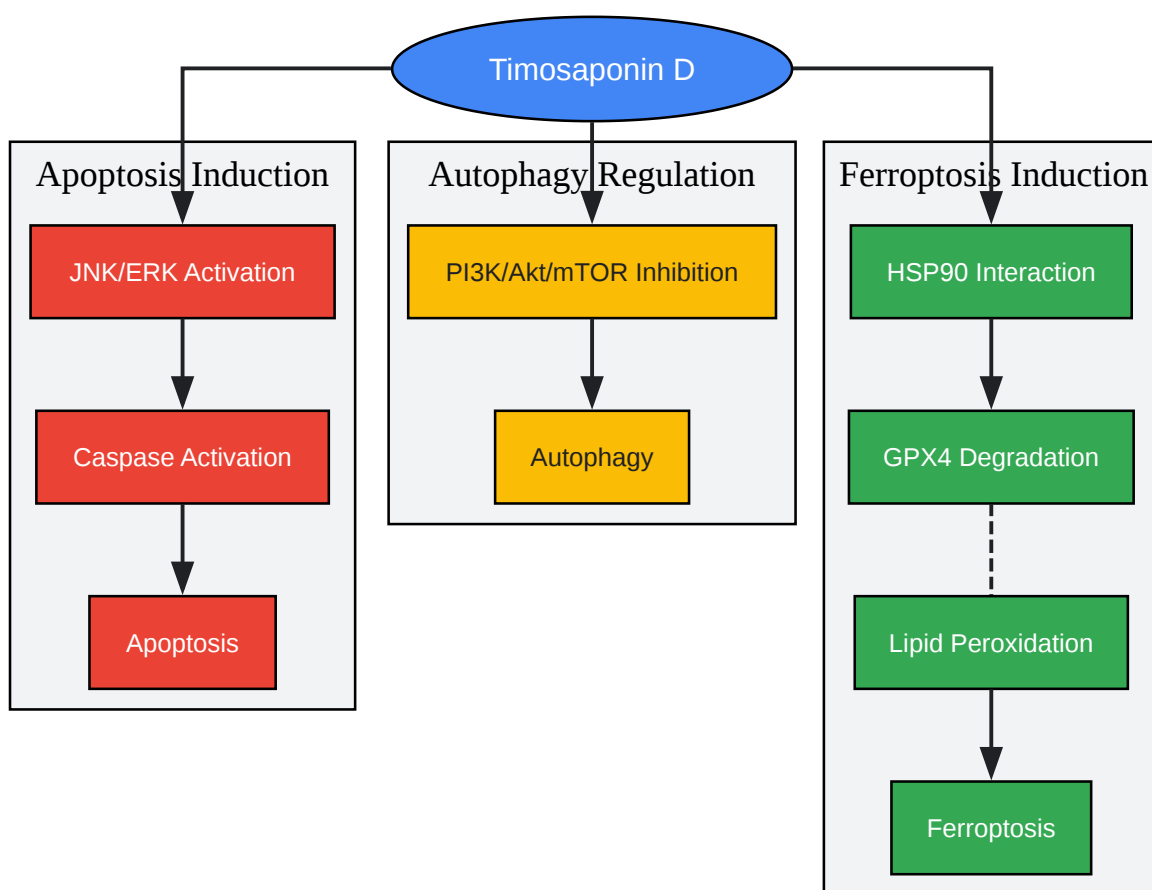 Timosaponin D
Apoptosis Induction
JNK/ERK Activation
Caspase Activation
Apoptosis
Autophagy Regulation
PI3K/Akt/mTOR Inhibition
Autophagy
Ferroptosis Induction
HSP90 Interaction
GPX4 Degradation
Lipid Peroxidation
Ferroptosis